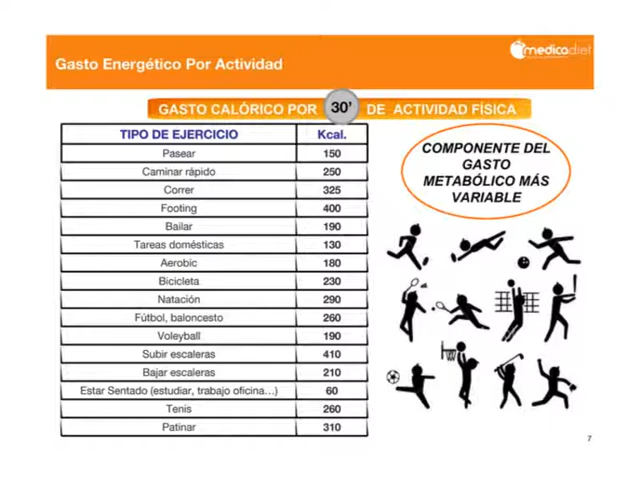 medicadiet
Gasto Energético Por Actividad
GASTO CALÓRICO POR 30' DE ACTIVIDAD FÍSICA
TIPO DE EJERCICIO Kcal.
Pasear 150
Caminar rápido 250
Correr 325
Footing 400
Bailar 190
Tareas domésticas 130
Aerobic 180
Bicicleta 230
Natación 290
Fútbol, baloncesto 260
Voleyball 190
Subir escaleras 410
Bajar escaleras 210
Estar Sentado (estudiar, trabajo oficina...) 60
Tenis 260
Patinar 310
COMPONENTE DEL
GASTO
METABÓLICO MÁS
VARIABLE
7